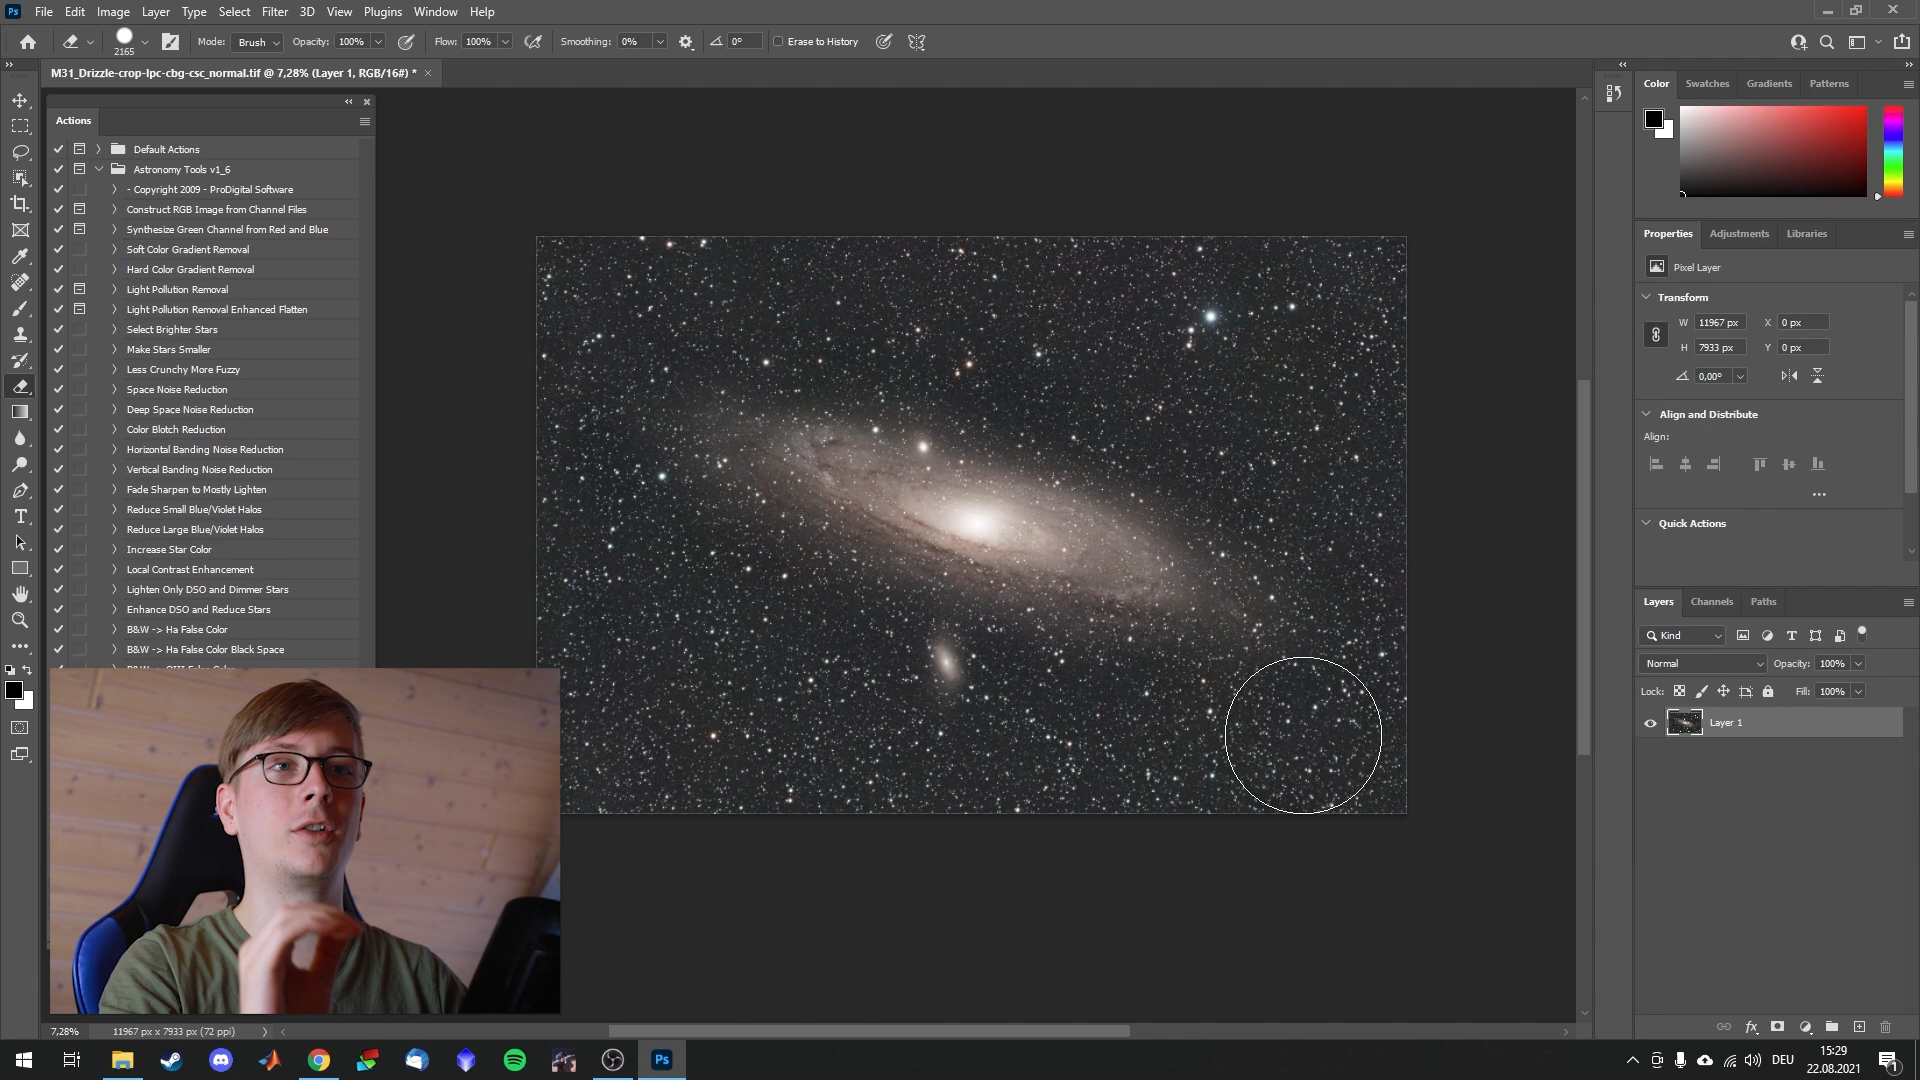 Ps File Edit Image Layer Type Select Filter 3D View Plugins Window Help
2165 Mode: Brush Opacity: 100% Flow: 100% Smoothing: 0% 0° Erase to History
M31_Drizzle-crop-lpc-cbg-csc_normal.tif @ 7,28% (Layer 1, RGB/16#) *
Actions
Default Actions
Astronomy Tools v1_6
- Copyright 2009 - ProDigital Software
Construct RGB Image from Channel Files
Synthesize Green Channel from Red and Blue
Soft Color Gradient Removal
Hard Color Gradient Removal
Light Pollution Removal
Light Pollution Removal Enhanced Flatten
Select Brighter Stars
Make Stars Smaller
Less Crunchy More Fuzzy
Space Noise Reduction
Deep Space Noise Reduction
Color Blotch Reduction
Horizontal Banding Noise Reduction
Vertical Banding Noise Reduction
Fade Sharpen to Mostly Lighten
Reduce Small Blue/Violet Halos
Reduce Large Blue/Violet Halos
Increase Star Color
Local Contrast Enhancement
Lighten Only DSO and Dimmer Stars
Enhance DSO and Reduce Stars
B&W -> Ha False Color
B&W -> Ha False Color Black Space
Color Swatches Gradients Patterns
Properties Adjustments Libraries
Pixel Layer
Transform
W 11967 px X 0 px
H 7933 px Y 0 px
0,00°
Align and Distribute
Align:
Quick Actions
Layers Channels Paths
Kind
Normal Opacity: 100%
Lock: Fill: 100%
Layer 1
7,28% 11967 px x 7933 px (72 ppi)
Ps
DEU
15:29
22.08.2021
1